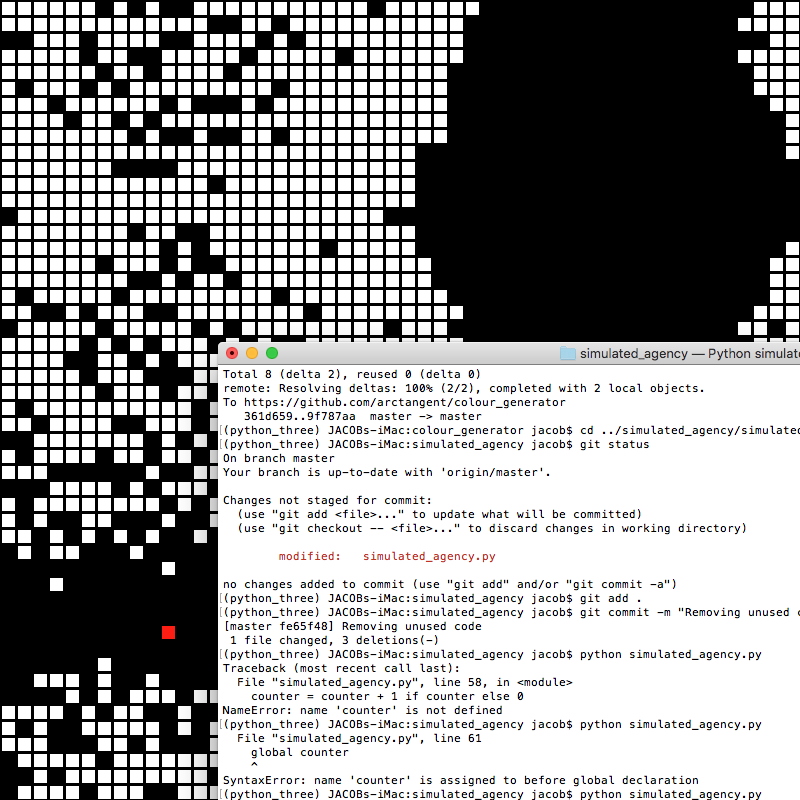 simulated_agency — Python simulate
Total 8 (delta 2), reused 0 (delta 0)
remote: Resolving deltas: 100% (2/2), completed with 2 local objects.
To https://github.com/arctangent/colour_generator
   361d659..9f787aa  master -> master
[(python_three) JACOBs-iMac:colour_generator jacob$ cd ../simulated_agency/simulated
[(python_three) JACOBs-iMac:simulated_agency jacob$ git status
On branch master
Your branch is up-to-date with 'origin/master'.
Changes not staged for commit:
  (use "git add <file>..." to update what will be committed)
  (use "git checkout -- <file>..." to discard changes in working directory)
        modified:   simulated_agency.py
no changes added to commit (use "git add" and/or "git commit -a")
[(python_three) JACOBs-iMac:simulated_agency jacob$ git add .
[(python_three) JACOBs-iMac:simulated_agency jacob$ git commit -m "Removing unused c
[master fe65f48] Removing unused code
 1 file changed, 3 deletions(-)
[(python_three) JACOBs-iMac:simulated_agency jacob$ python simulated_agency.py
Traceback (most recent call last):
  File "simulated_agency.py", line 58, in <module>
    counter = counter + 1 if counter else 0
NameError: name 'counter' is not defined
[(python_three) JACOBs-iMac:simulated_agency jacob$ python simulated_agency.py
  File "simulated_agency.py", line 61
    global counter
    ^
SyntaxError: name 'counter' is assigned to before global declaration
[(python_three) JACOBs-iMac:simulated_agency jacob$ python simulated_agency.py